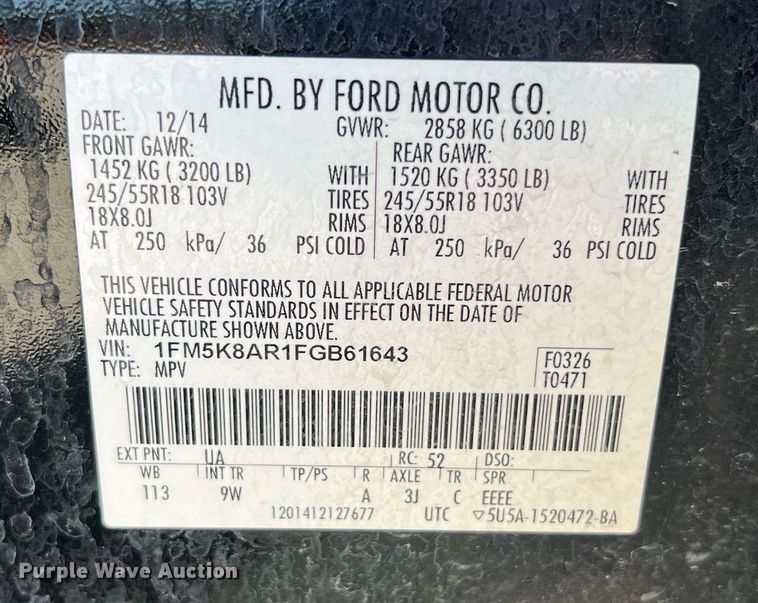 MFD. BY FORD MOTOR CO.
DATE: 12/14 GVWR: 2858 KG ( 6300 LB)
FRONT GAWR: REAR GAWR:
1452 KG ( 3200 LB) WITH 1520 KG ( 3350 LB) WITH
245/55R18 103V TIRES 245/55R18 103V TIRES
18X8.0J RIMS 18X8.0J RIMS
AT 250 kPa/ 36 PSI COLD AT 250 kPa/ 36 PSI COLD
THIS VEHICLE CONFORMS TO ALL APPLICABLE FEDERAL MOTOR
VEHICLE SAFETY STANDARDS IN EFFECT ON THE DATE OF
MANUFACTURE SHOWN ABOVE.
VIN: 1FM5K8AR1FGB61643 F0326
TYPE: MPV T0471
EXT PNT: UA RC: 52 DSO:
WB INT TR TP/PS R AXLE TR SPR
113 9W A 3J C EEEE
1201412127677 UTC ▽5U5A-1520472-BA
Purple Wave Auction